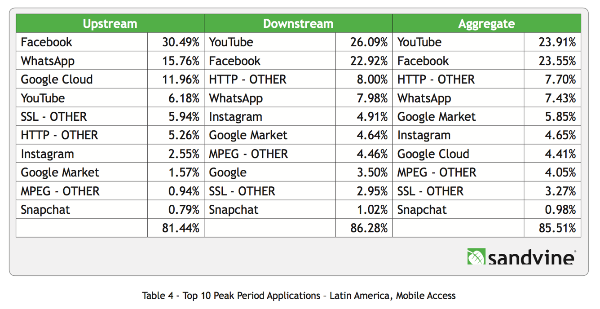 Upstream Downstream Aggregate
Facebook 30.49% YouTube 26.09% YouTube 23.91%
WhatsApp 15.76% Facebook 22.92% Facebook 23.55%
Google Cloud 11.96% HTTP - OTHER 8.00% HTTP - OTHER 7.70%
YouTube 6.18% WhatsApp 7.98% WhatsApp 7.43%
SSL - OTHER 5.94% Instagram 4.91% Google Market 5.85%
HTTP - OTHER 5.26% Google Market 4.64% Instagram 4.65%
Instagram 2.55% MPEG - OTHER 4.46% Google Cloud 4.41%
Google Market 1.57% Google 3.50% MPEG - OTHER 4.05%
MPEG - OTHER 0.94% SSL - OTHER 2.95% SSL - OTHER 3.27%
Snapchat 0.79% Snapchat 1.02% Snapchat 0.98%
81.44% 86.28% 85.51%
sandvine
Table 4 - Top 10 Peak Period Applications - Latin America, Mobile Access